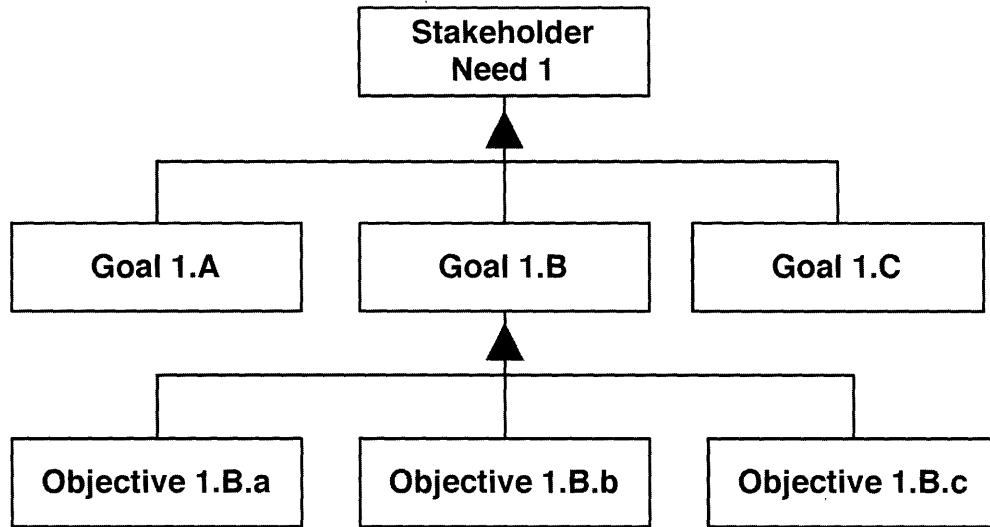 Stakeholder
Need 1
Goal 1.A
Goal 1.B
Goal 1.C
Objective 1.B.a
Objective 1.B.b
Objective 1.B.c